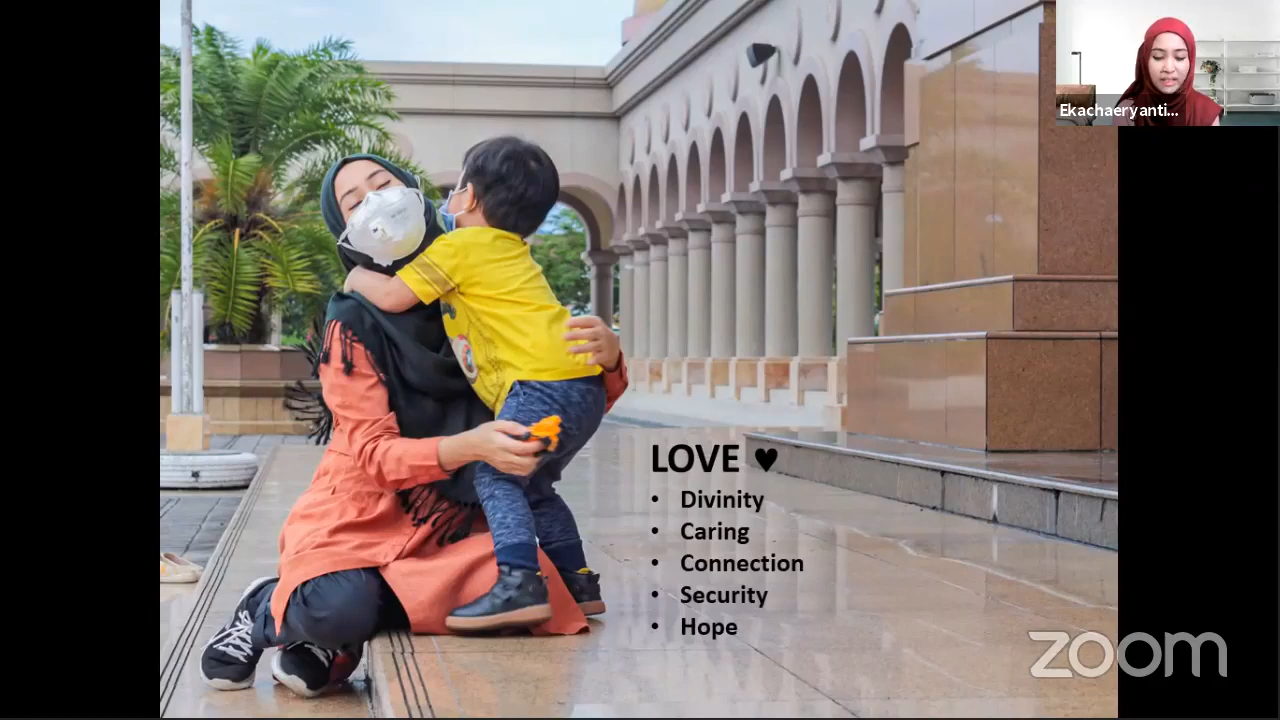 Ekachaeryanti...
LOVE ♥
• Divinity
• Caring
• Connection
• Security
• Hope
zoom